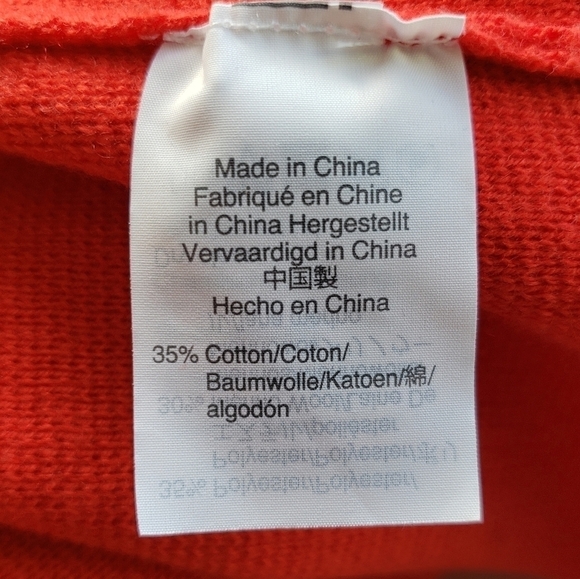 Made in China
Fabriqué en Chine
in China Hergestellt
Vervaardigd in China
中国製
Hecho en China
35% Cotton/Coton/
Baumwolle/Katoen/綿/
algodón